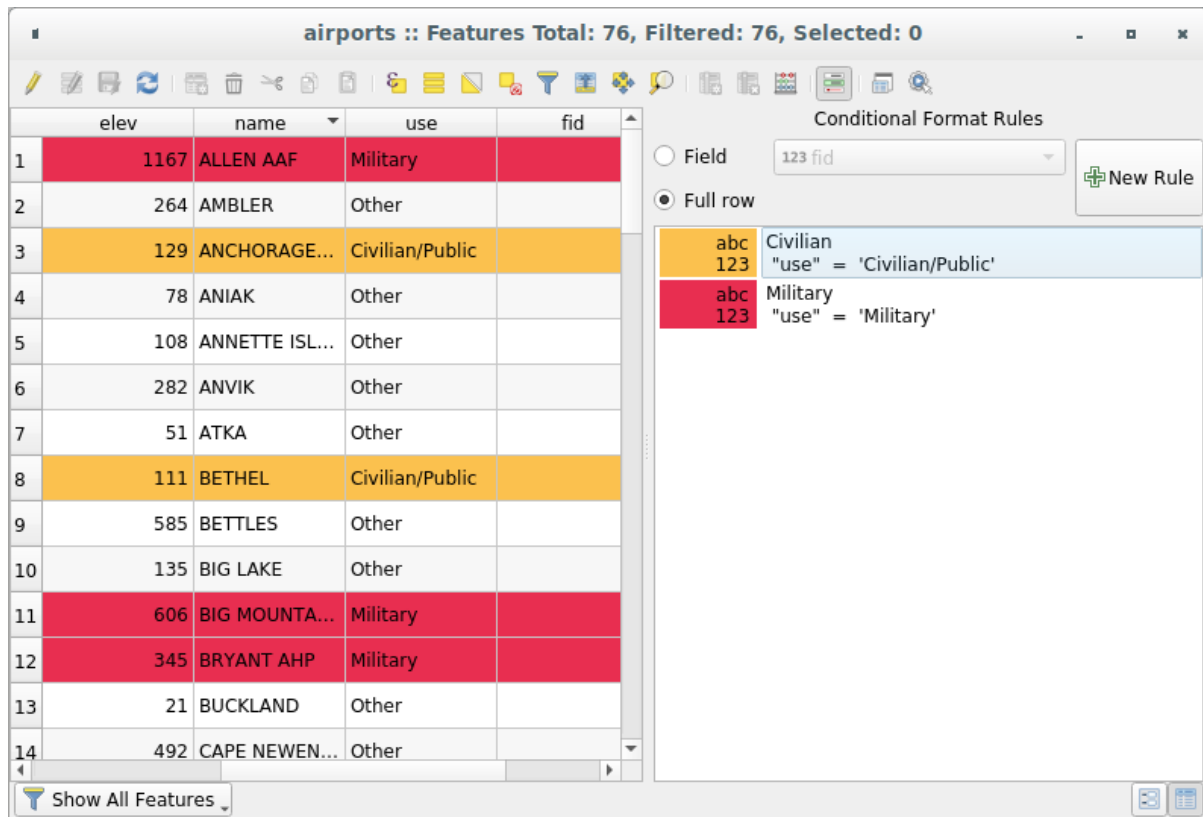 airports :: Features Total: 76, Filtered: 76, Selected: 0
elev name use fid
1 1167 ALLEN AAF Military
2 264 AMBLER Other
3 129 ANCHORAGE... Civilian/Public
4 78 ANIAK Other
5 108 ANNETTE ISL... Other
6 282 ANVIK Other
7 51 ATKA Other
8 111 BETHEL Civilian/Public
9 585 BETTLES Other
10 135 BIG LAKE Other
11 606 BIG MOUNTA... Military
12 345 BRYANT AHP Military
13 21 BUCKLAND Other
14 492 CAPE NEWEN... Other
Show All Features
Conditional Format Rules
Field 123 fid
Full row
New Rule
abc Civilian
123 "use" = 'Civilian/Public'
abc Military
123 "use" = 'Military'